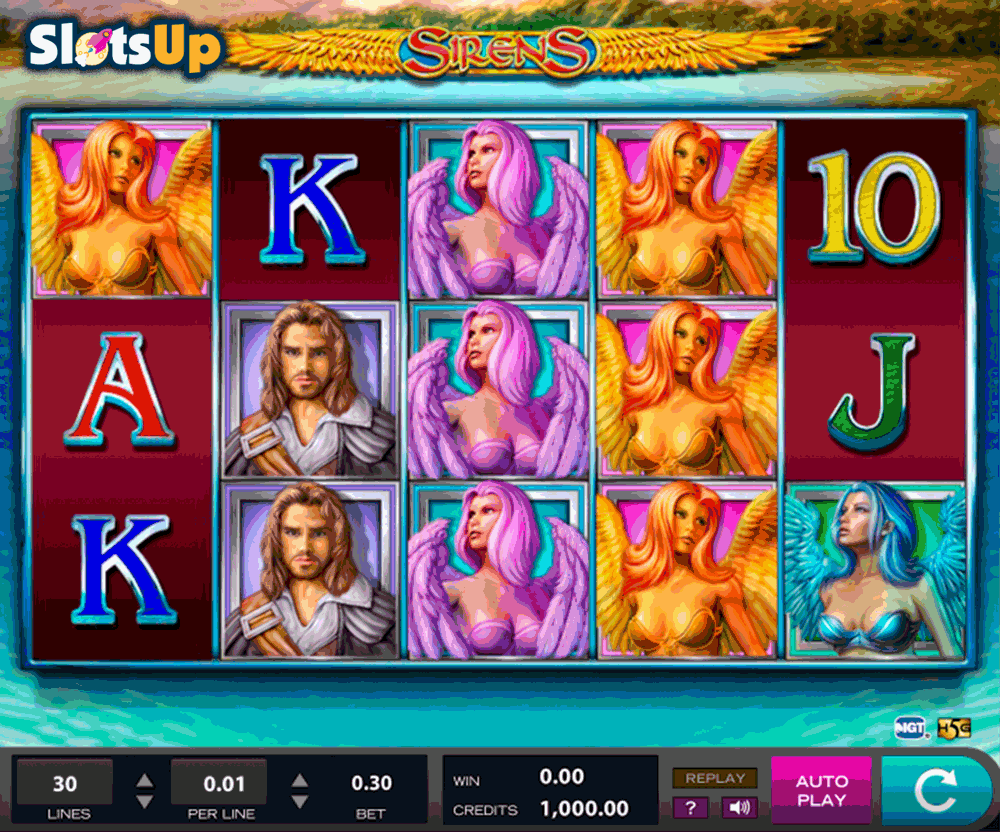 SlotsUp
SIRENS
K
10
A
J
K
IGT
H5G
30
LINES
0.01
PER LINE
0.30
BET
WIN
0.00
CREDITS
1,000.00
REPLAY
?
AUTO
PLAY